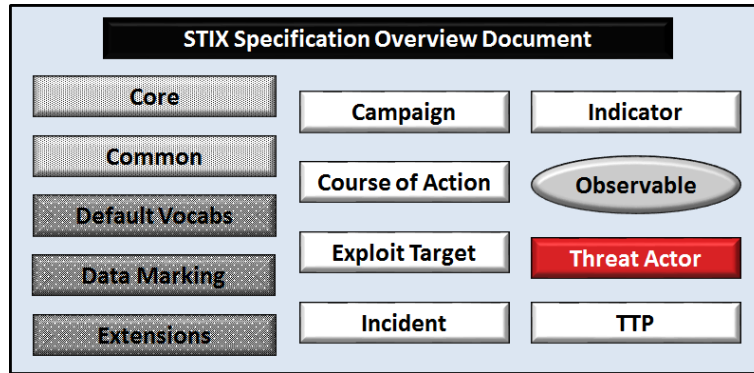 STIX Specification Overview Document
Core
Common
Default Vocabs
Data Marking
Extensions
Campaign
Course of Action
Exploit Target
Incident
Indicator
Observable
Threat Actor
TTP